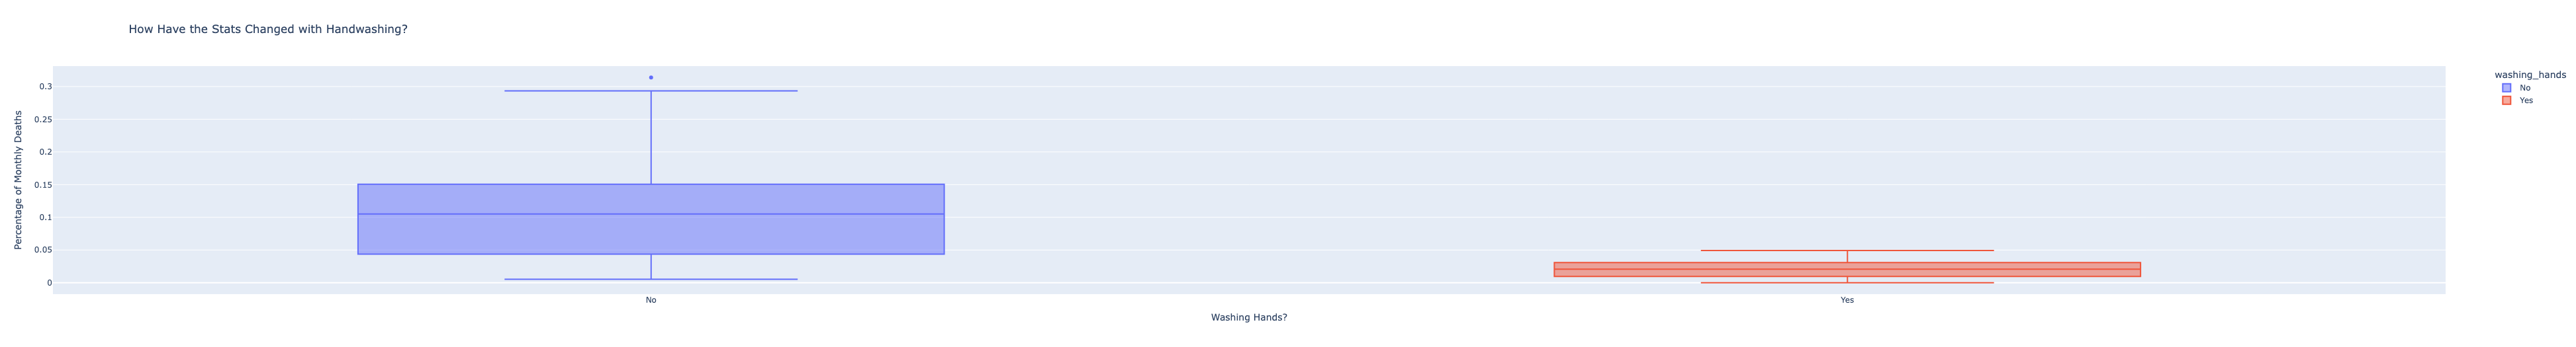 How Have the Stats Changed with Handwashing?
Percentage of Monthly Deaths
0.3
0.25
0.2
0.15
0.1
0.05
0
No
Yes
Washing Hands?
washing_hands
No
Yes